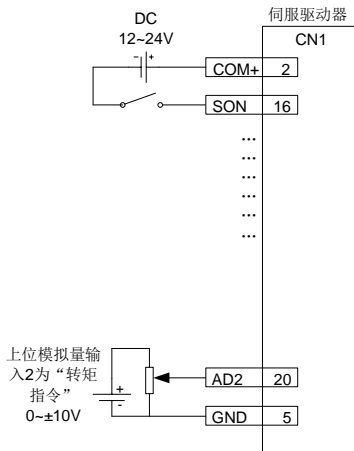 DC
12~24V
伺服驱动器
CN1
- +
COM+ 2
SON 16
...
...
...
...
...
...
上位模拟量输
入2为“转矩
指令”
0~±10V
+
-
AD2 20
GND 5